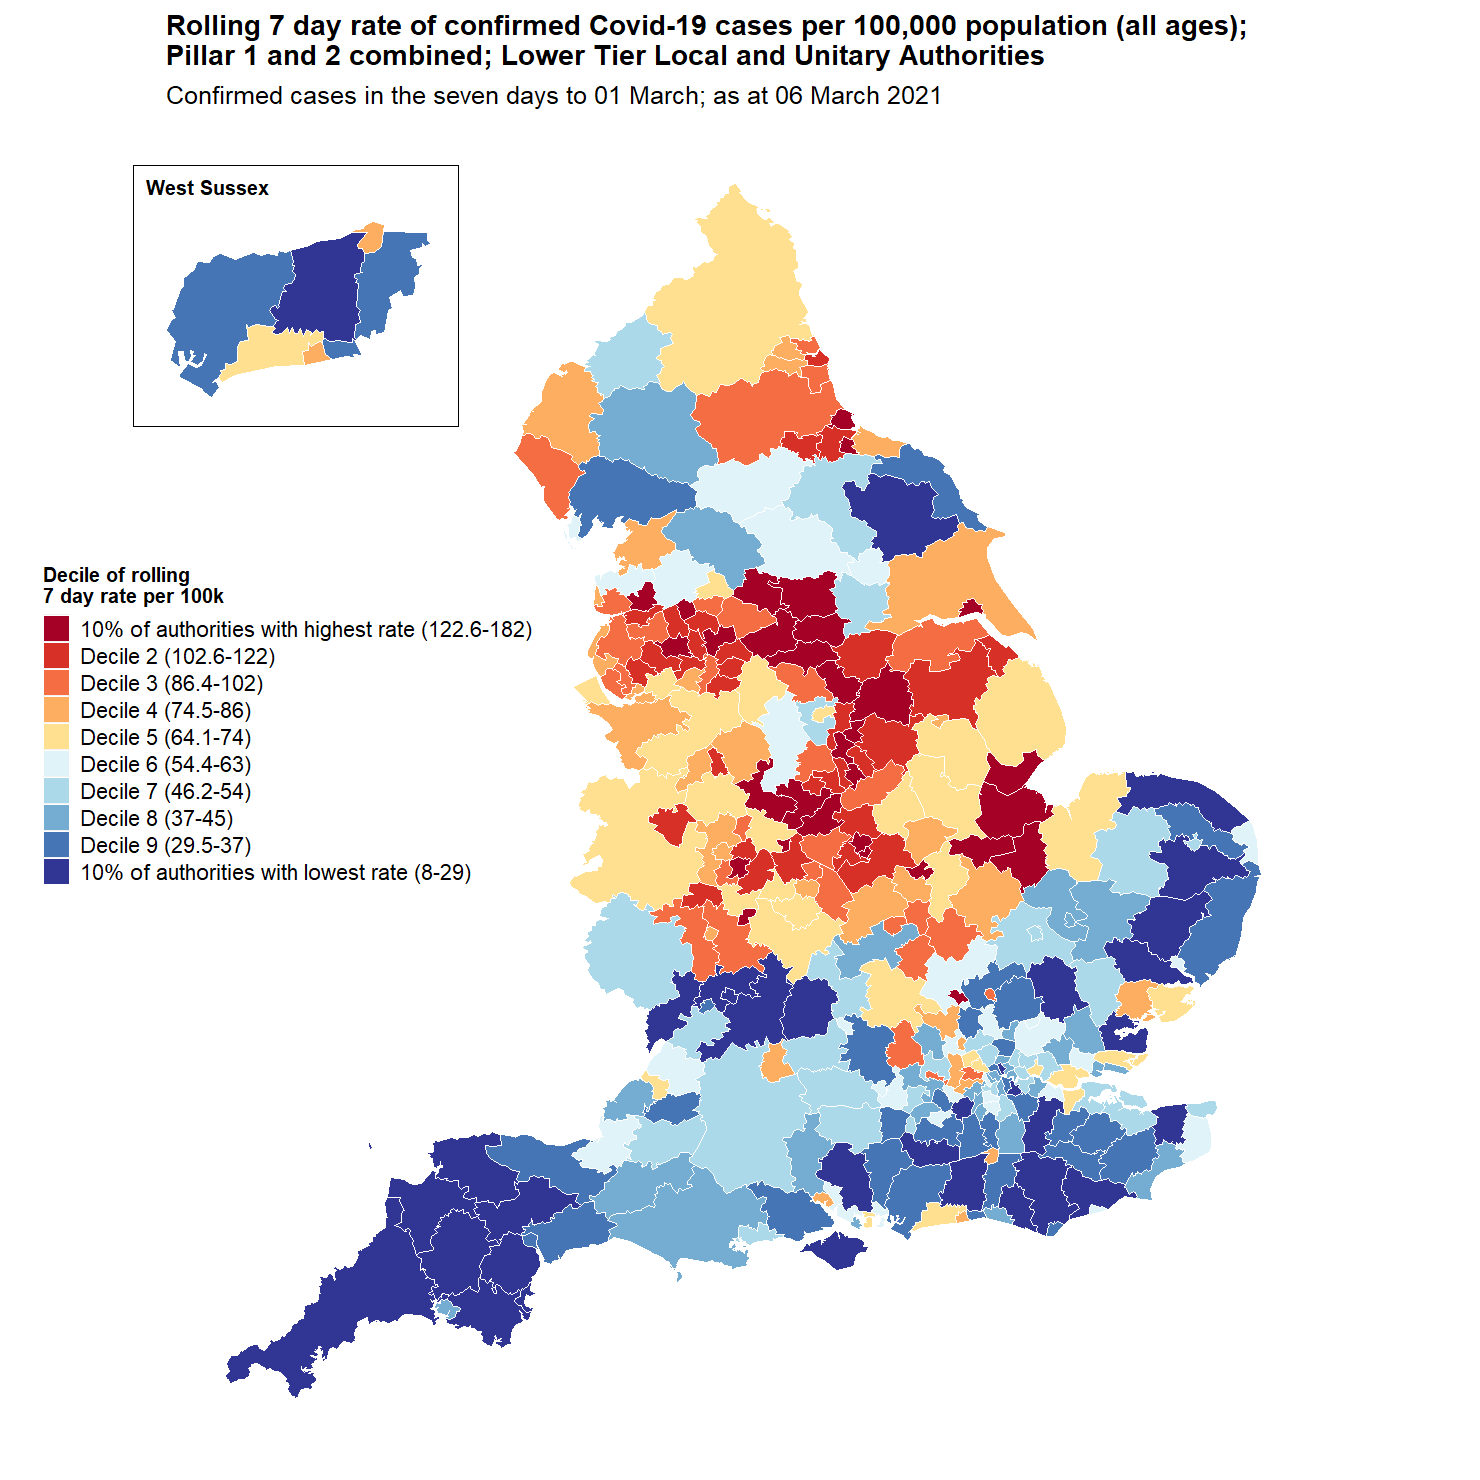 Rolling 7 day rate of confirmed Covid-19 cases per 100,000 population (all ages);
Pillar 1 and 2 combined; Lower Tier Local and Unitary Authorities
Confirmed cases in the seven days to 01 March; as at 06 March 2021
West Sussex
Decile of rolling
7 day rate per 100k
10% of authorities with highest rate (122.6-182)
Decile 2 (102.6-122)
Decile 3 (86.4-102)
Decile 4 (74.5-86)
Decile 5 (64.1-74)
Decile 6 (54.4-63)
Decile 7 (46.2-54)
Decile 8 (37-45)
Decile 9 (29.5-37)
10% of authorities with lowest rate (8-29)